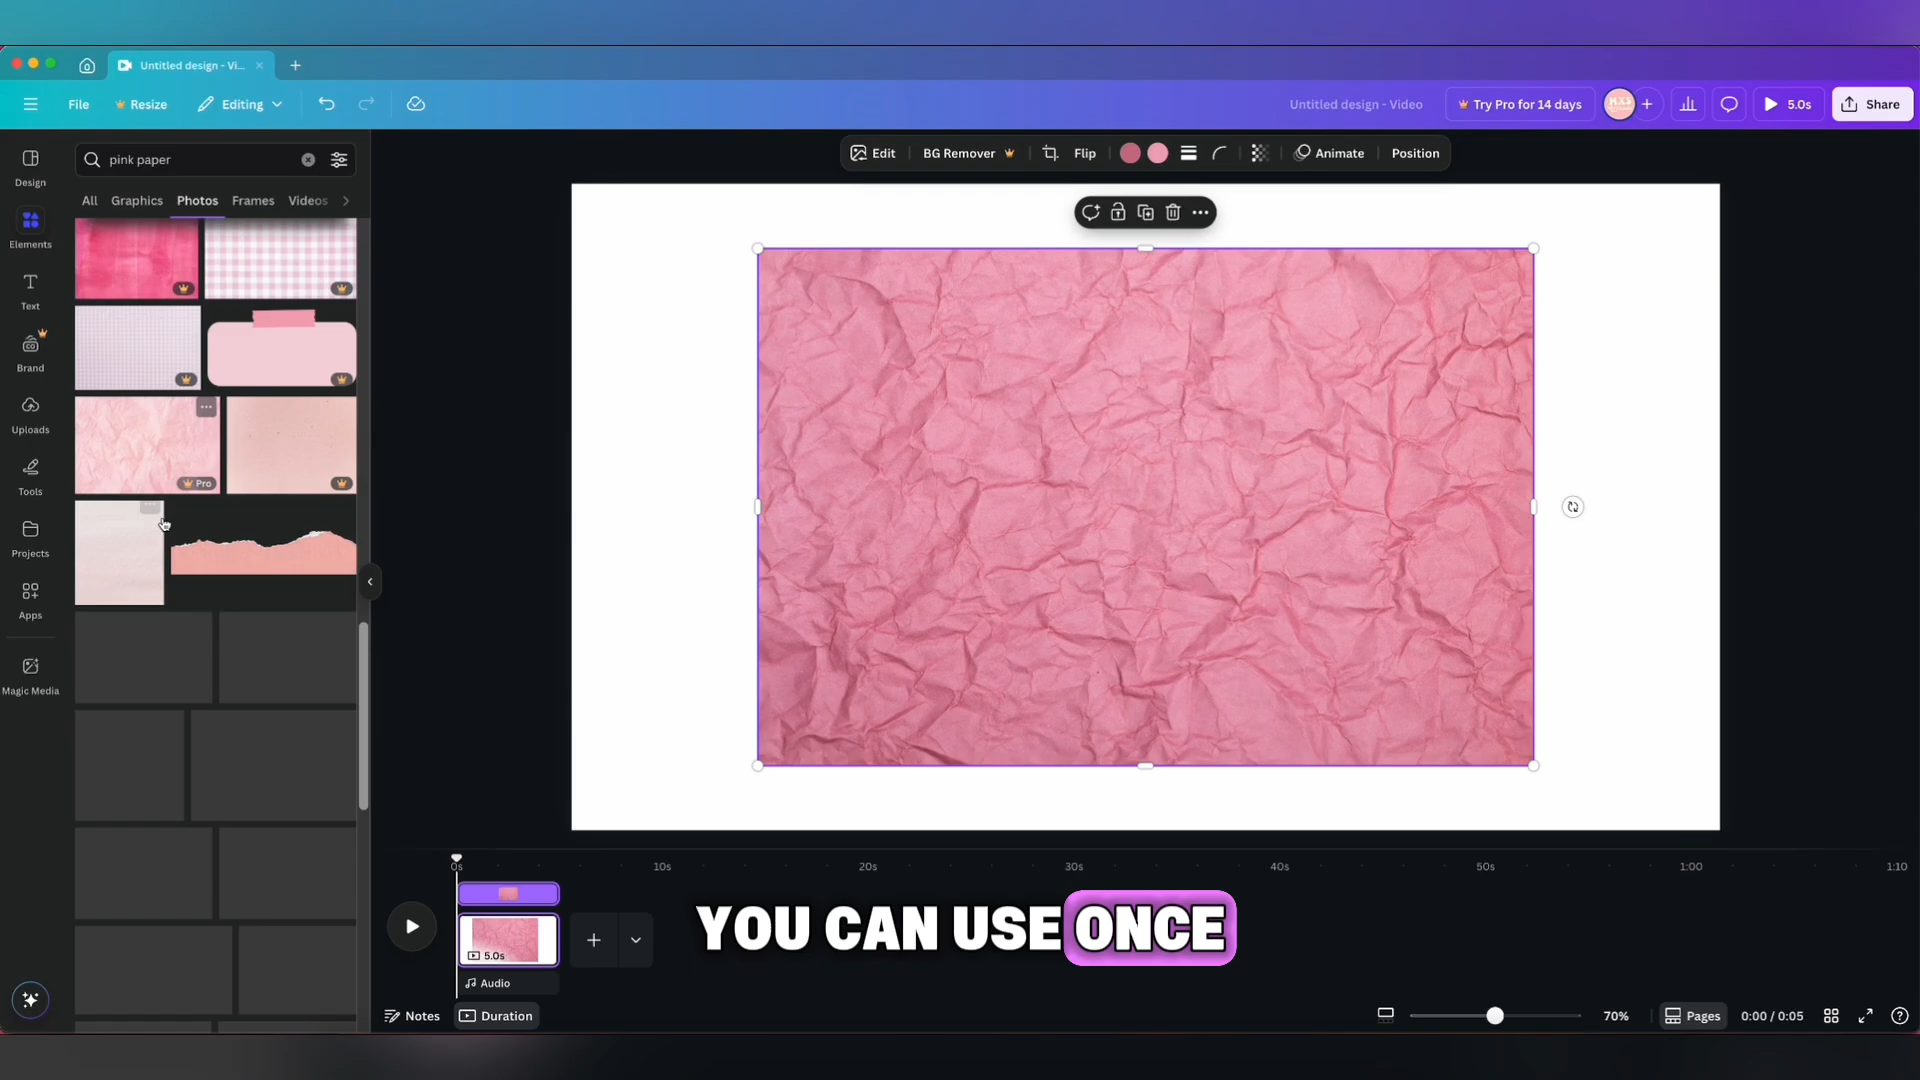 Untitled design - Vi...
File
Resize
Editing
Untitled design - Video
Try Pro for 14 days
5.0s
Share
Design
Elements
Text
Brand
Uploads
Tools
Projects
Apps
Magic Media
pink paper
All
Graphics
Photos
Frames
Videos
Pro
Edit
BG Remover
Flip
Animate
Position
0s
10s
20s
30s
40s
50s
1:00
1:10
5.0s
Audio
YOU CAN USE ONCE
Notes
Duration
70%
Pages
0:00 / 0:05